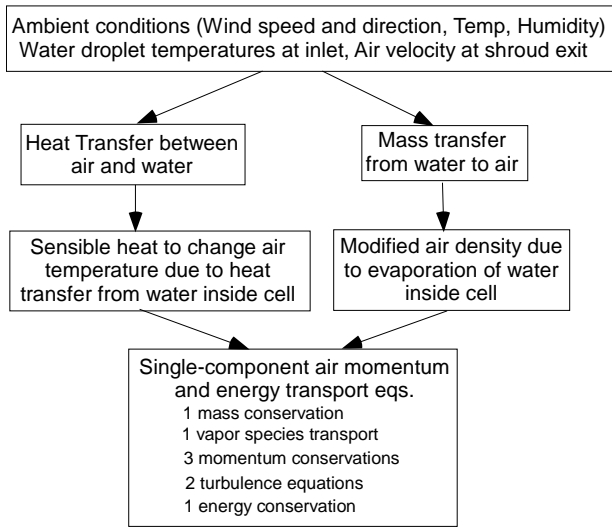 Ambient conditions (Wind speed and direction, Temp, Humidity)
Water droplet temperatures at inlet, Air velocity at shroud exit
Heat Transfer between
air and water
Mass transfer
from water to air
Sensible heat to change air
temperature due to heat
transfer from water inside cell
Modified air density due
to evaporation of water
inside cell
Single-component air momentum
and energy transport eqs.
1 mass conservation
1 vapor species transport
3 momentum conservations
2 turbulence equations
1 energy conservation